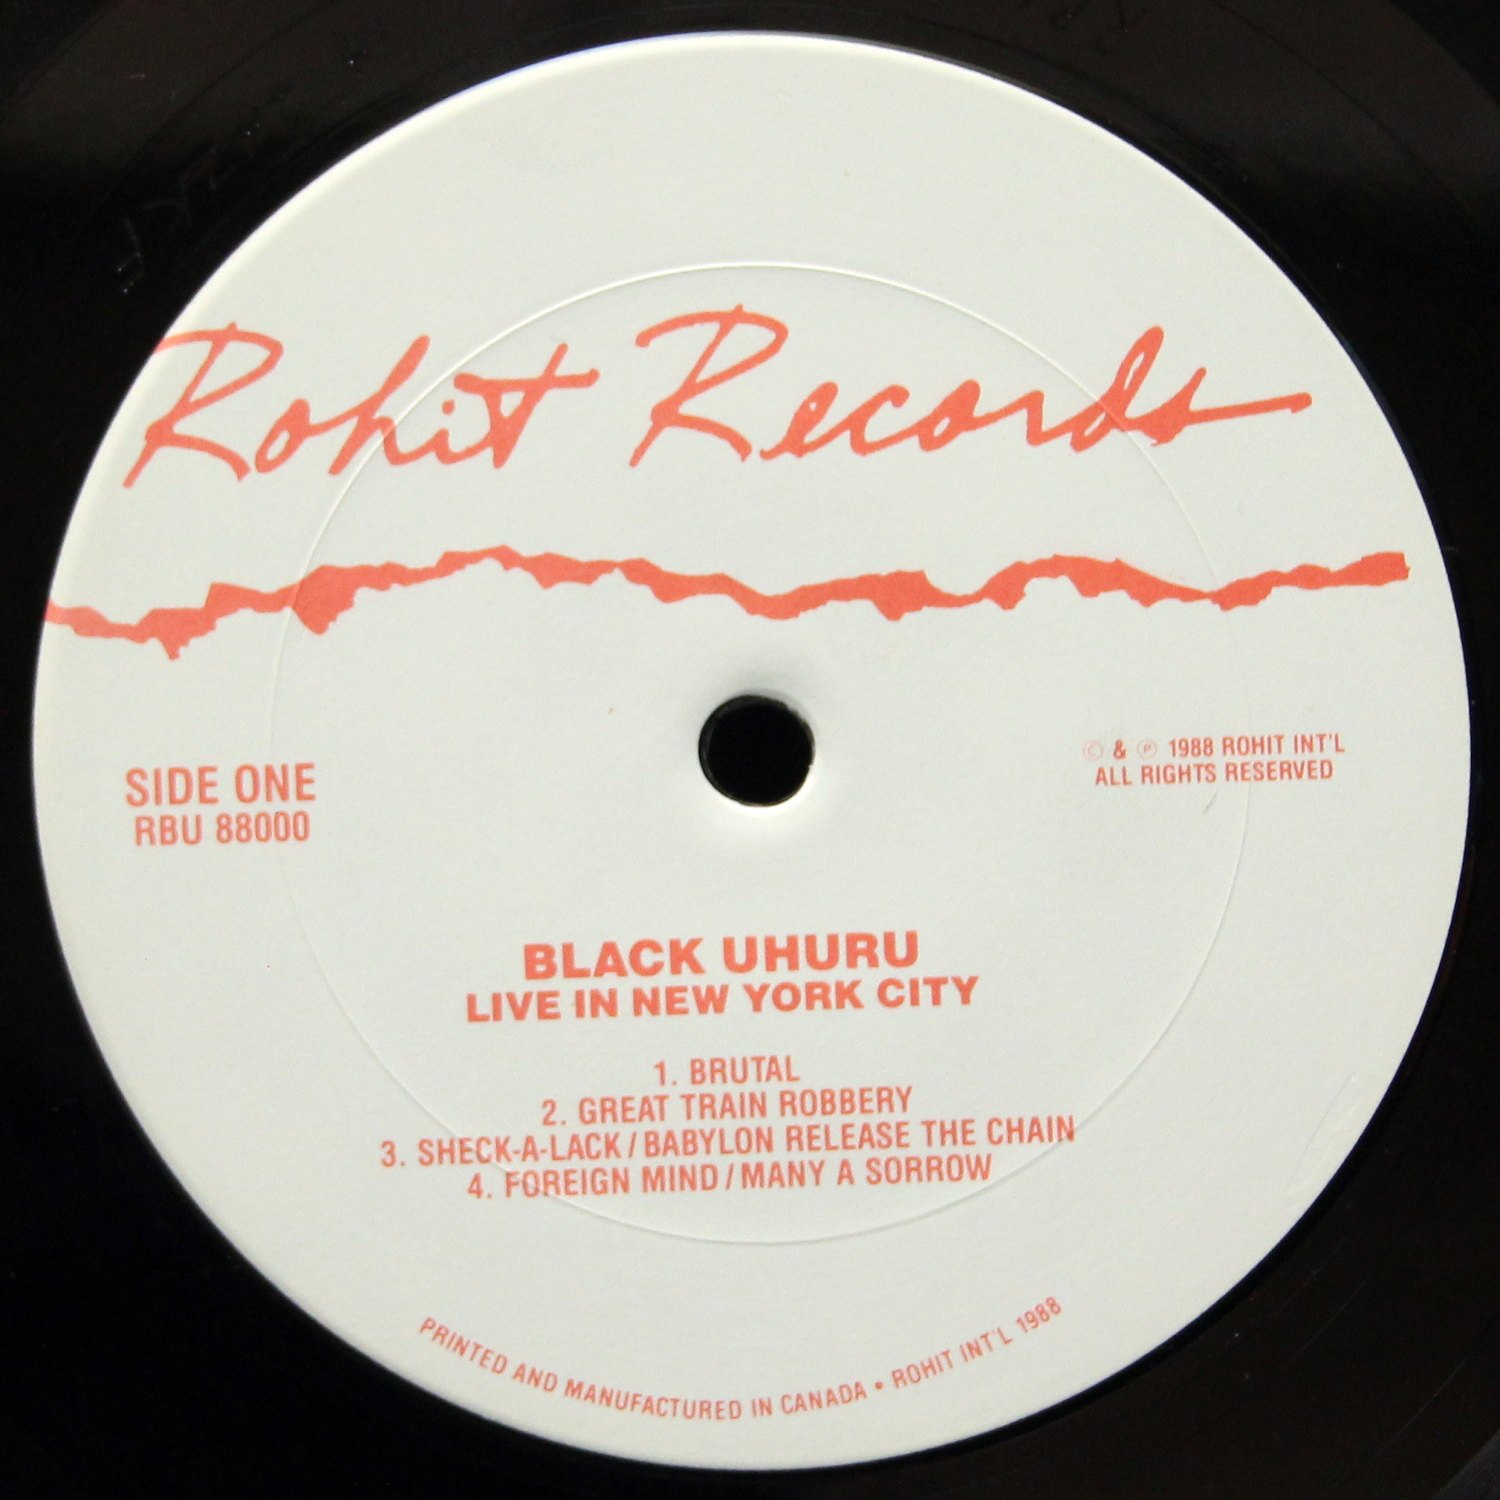 Rohit Records
SIDE ONE
RBU 88000
© & ℗ 1988 ROHIT INT'L
ALL RIGHTS RESERVED
BLACK UHURU
LIVE IN NEW YORK CITY
1. BRUTAL
2. GREAT TRAIN ROBBERY
3. SHECK-A-LACK / BABYLON RELEASE THE CHAIN
4. FOREIGN MIND / MANY A SORROW
PRINTED AND MANUFACTURED IN CANADA • ROHIT INT'L 1988